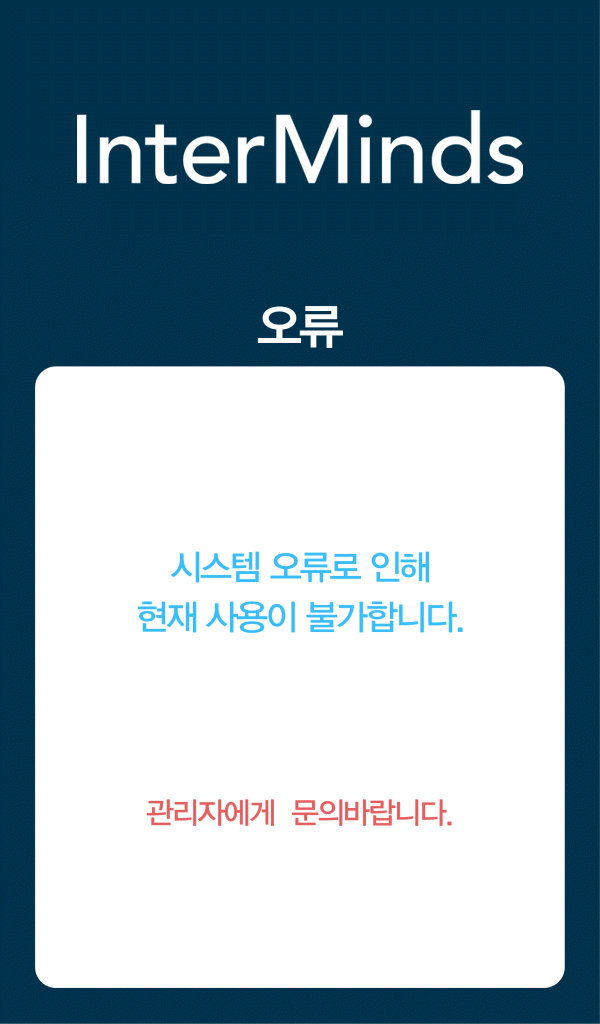 InterMinds
오류
시스템 오류로 인해
현재 사용이 불가합니다.
관리자에게 문의바랍니다.